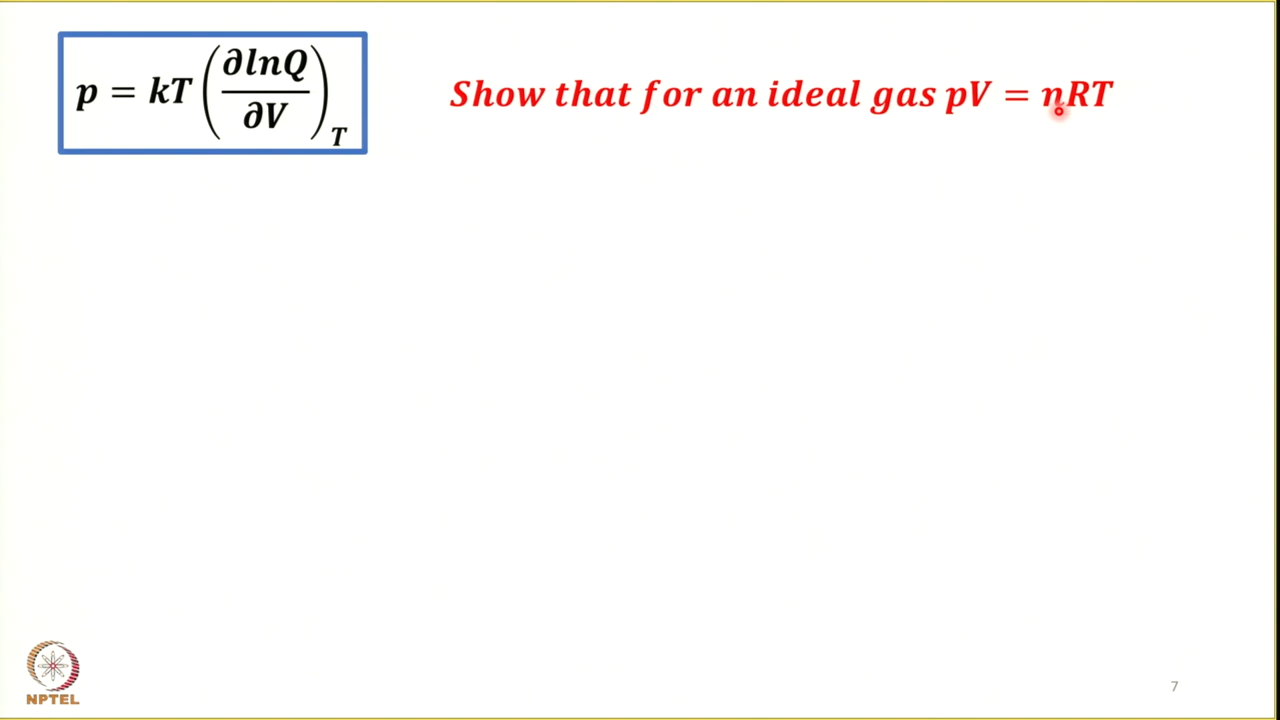 p = kT (∂lnQ/∂V)_T
Show that for an ideal gas pV = nRT
NPTEL
7